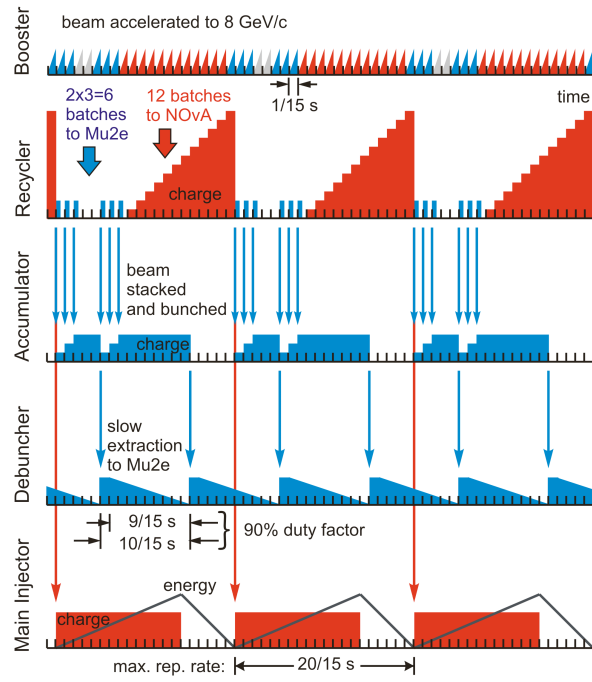 Booster
beam accelerated to 8 GeV/c
1/15 s
Recycler
2x3=6
batches
to Mu2e
12 batches
to NOvA
time
charge
Accumulator
beam
stacked
and bunched
charge
Debuncher
slow
extraction
to Mu2e
9/15 s
10/15 s
90% duty factor
Main Injector
energy
charge
max. rep. rate:
20/15 s